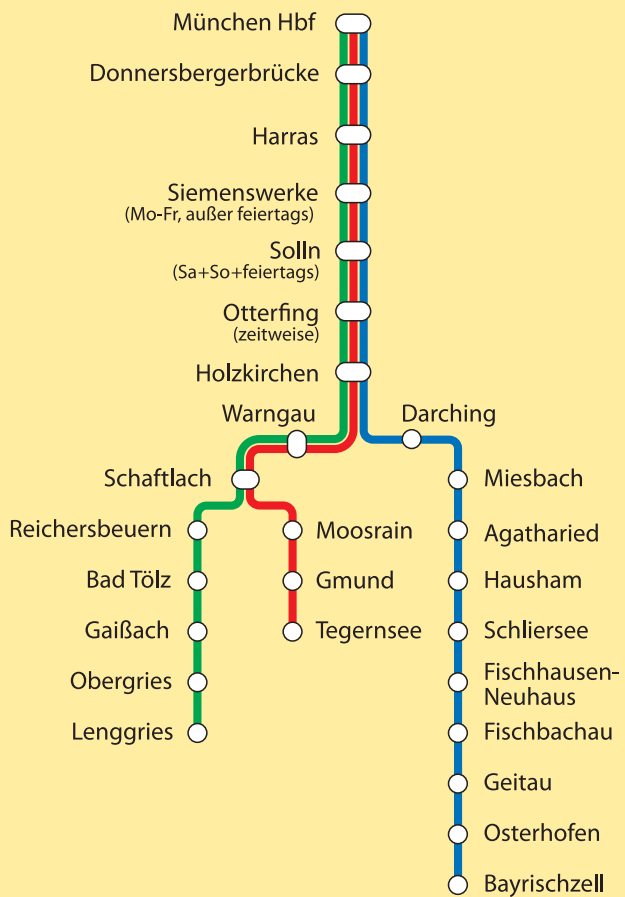 München Hbf
Donnersbergerbrücke
Harras
Siemenswerke
(Mo-Fr, außer feiertags)
Solln
(Sa+So+feiertags)
Otterfing
(zeitweise)
Holzkirchen
Warngau
Darching
Schaftlach
Miesbach
Reichersbeuern
Moosrain
Agatharied
Bad Tölz
Gmund
Hausham
Gaißach
Tegernsee
Schliersee
Obergries
Fischhausen-
Neuhaus
Lenggries
Fischbachau
Geitau
Osterhofen
Bayrischzell